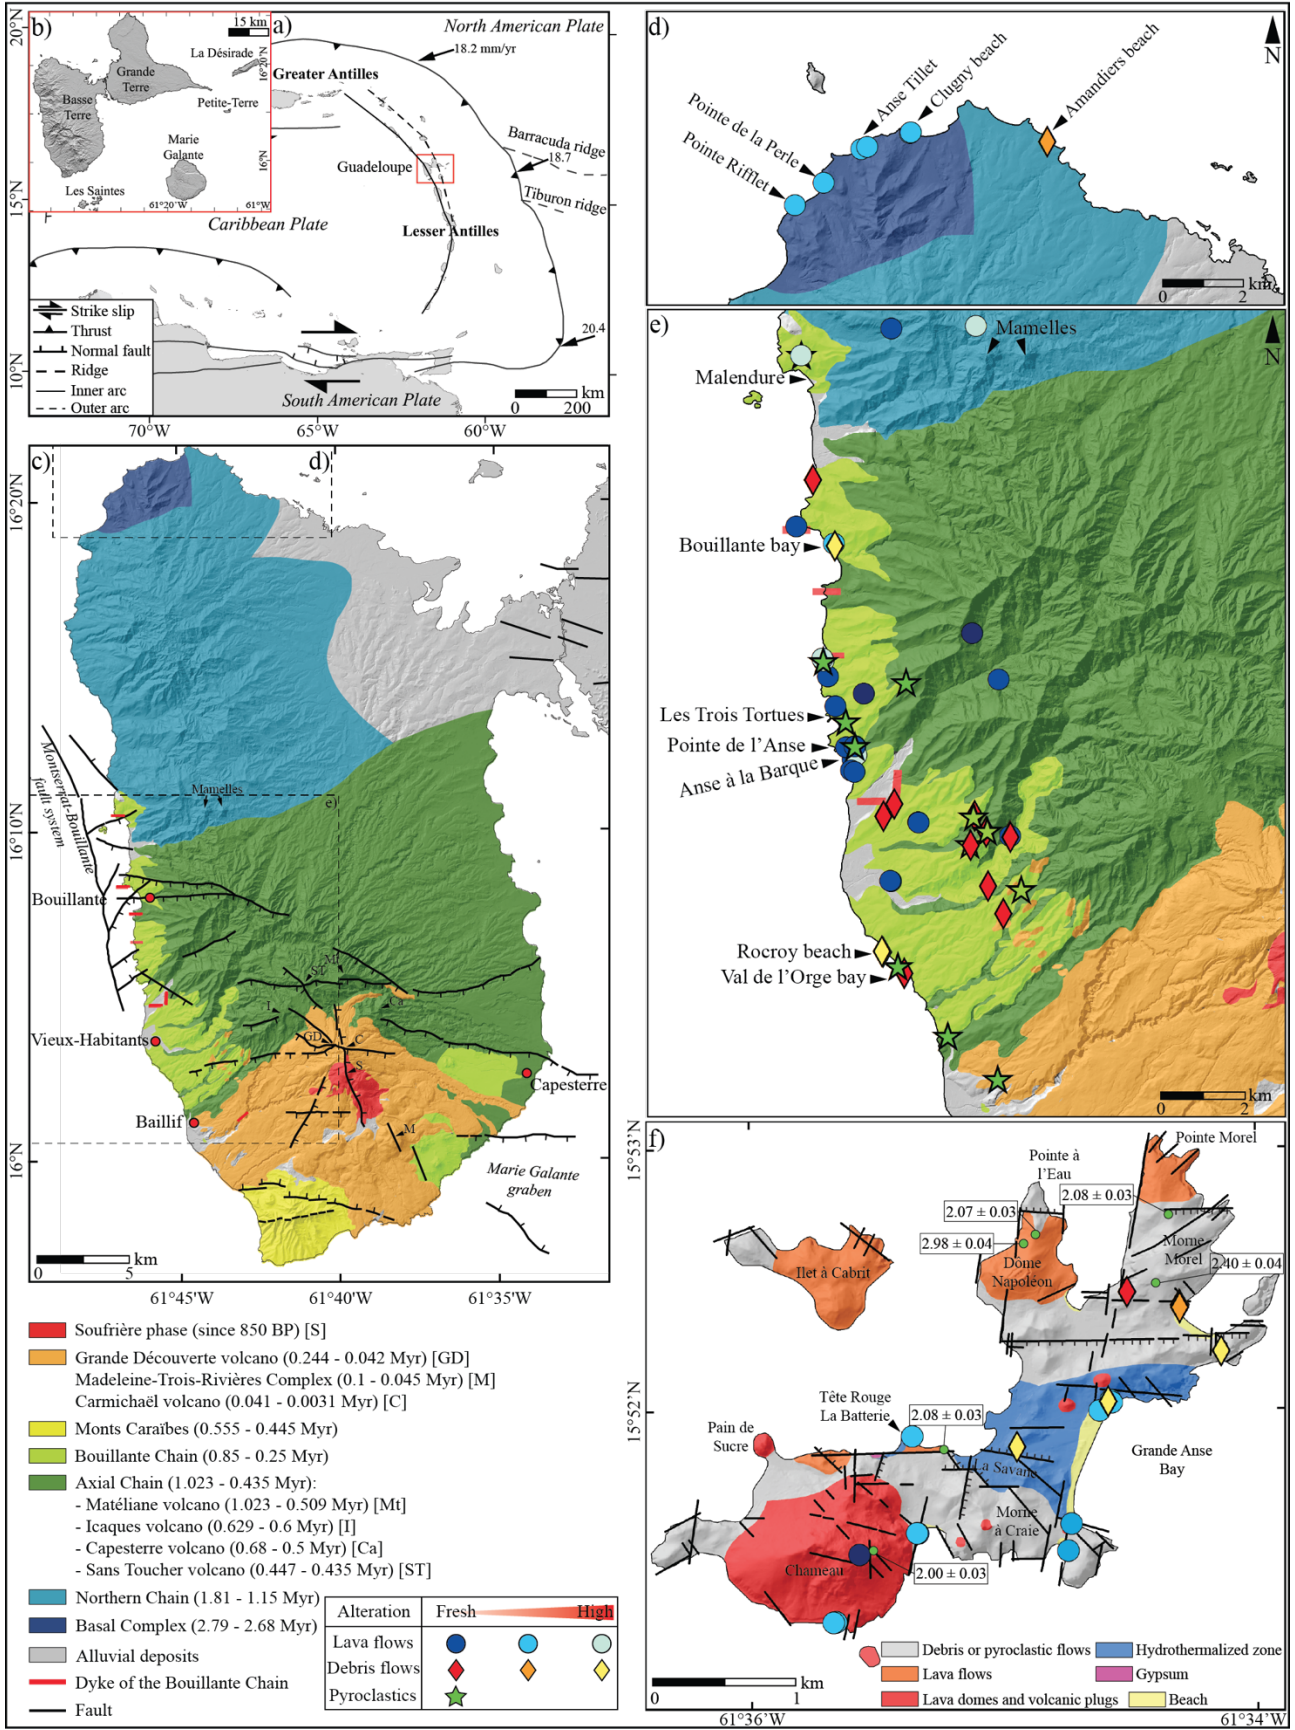 b)
15 km
La Désirade
Grande
Terre
Basse
Terre
Petite-Terre
Marie
Galante
Les Saintes
16°20'N
16°N
61°20'W
61°W
a)
North American Plate
18.2 mm/yr
Greater Antilles
Barracuda ridge
18.7
Guadeloupe
Tiburon ridge
Caribbean Plate
Lesser Antilles
20.4
South American Plate
Strike slip
Thrust
Normal fault
Ridge
Inner arc
Outer arc
0 200 km
20°N
15°N
10°N
70°W
65°W
60°W
c)
d)
16°20'N
16°10'N
16°N
Montserrat-Bouillante
fault system
Mamelles
e)
Bouillante
M
ST
I
Ca
GD
C
S
Vieux-Habitants
Capesterre
Baillif
M
Marie Galante
graben
0 5 km
61°45'W
61°40'W
61°35'W
Soufrière phase (since 850 BP) [S]
Grande Découverte volcano (0.244 - 0.042 Myr) [GD]
Madeleine-Trois-Rivières Complex (0.1 - 0.045 Myr) [M]
Carmichaël volcano (0.041 - 0.0031 Myr) [C]
Monts Caraïbes (0.555 - 0.445 Myr)
Bouillante Chain (0.85 - 0.25 Myr)
Axial Chain (1.023 - 0.435 Myr):
- Matéliane volcano (1.023 - 0.509 Myr) [Mt]
- Icaques volcano (0.629 - 0.6 Myr) [I]
- Capesterre volcano (0.68 - 0.5 Myr) [Ca]
- Sans Toucher volcano (0.447 - 0.435 Myr) [ST]
Northern Chain (1.81 - 1.15 Myr)
Basal Complex (2.79 - 2.68 Myr)
Alluvial deposits
Dyke of the Bouillante Chain
Fault
Alteration
Fresh
High
Lava flows
Debris flows
Pyroclastics
d)
N
Pointe Rifflet
Pointe de la Perle
Anse Tillet
Clugny beach
Amandiers beach
0 2 km
e)
N
Mamelles
Malendure
Bouillante bay
Les Trois Tortues
Pointe de l'Anse
Anse à la Barque
Rocroy beach
Val de l'Orge bay
0 2 km
f)
15°53'N
15°52'N
Pointe Morel
Pointe à
l'Eau
2.08 ± 0.03
2.07 ± 0.03
2.98 ± 0.04
Morne
Morel
2.40 ± 0.04
Ilet à Cabrit
Dôme
Napoléon
Tête Rouge
La Batterie
2.08 ± 0.03
Pain de
Sucre
La Savane
Grande Anse
Bay
Morne
à Craie
Chameau
2.00 ± 0.03
Debris or pyroclastic flows
Hydrothermalized zone
Lava flows
Gypsum
Lava domes and volcanic plugs
Beach
0 1
km
61°36'W
61°34'W